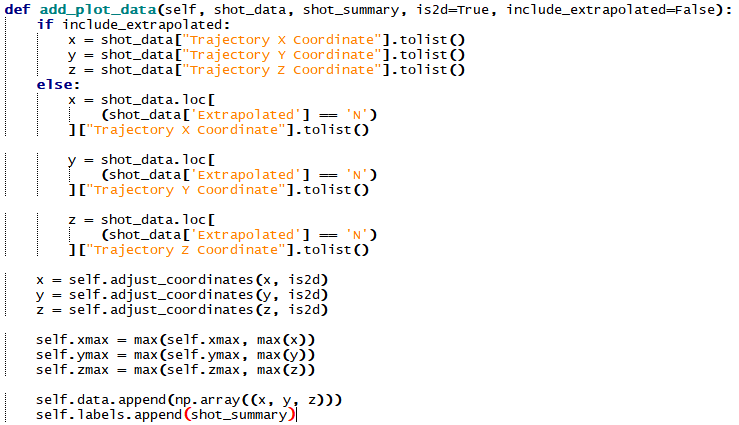 def add_plot_data(self, shot_data, shot_summary, is2d=True, include_extrapolated=False):
    if include_extrapolated:
        x = shot_data["Trajectory X Coordinate"].tolist()
        y = shot_data["Trajectory Y Coordinate"].tolist()
        z = shot_data["Trajectory Z Coordinate"].tolist()
    else:
        x = shot_data.loc[
            (shot_data['Extrapolated'] == 'N')
        ]["Trajectory X Coordinate"].tolist()

        y = shot_data.loc[
            (shot_data['Extrapolated'] == 'N')
        ]["Trajectory Y Coordinate"].tolist()

        z = shot_data.loc[
            (shot_data['Extrapolated'] == 'N')
        ]["Trajectory Z Coordinate"].tolist()

    x = self.adjust_coordinates(x, is2d)
    y = self.adjust_coordinates(y, is2d)
    z = self.adjust_coordinates(z, is2d)

    self.xmax = max(self.xmax, max(x))
    self.ymax = max(self.ymax, max(y))
    self.zmax = max(self.zmax, max(z))

    self.data.append(np.array((x, y, z)))
    self.labels.append(shot_summary)